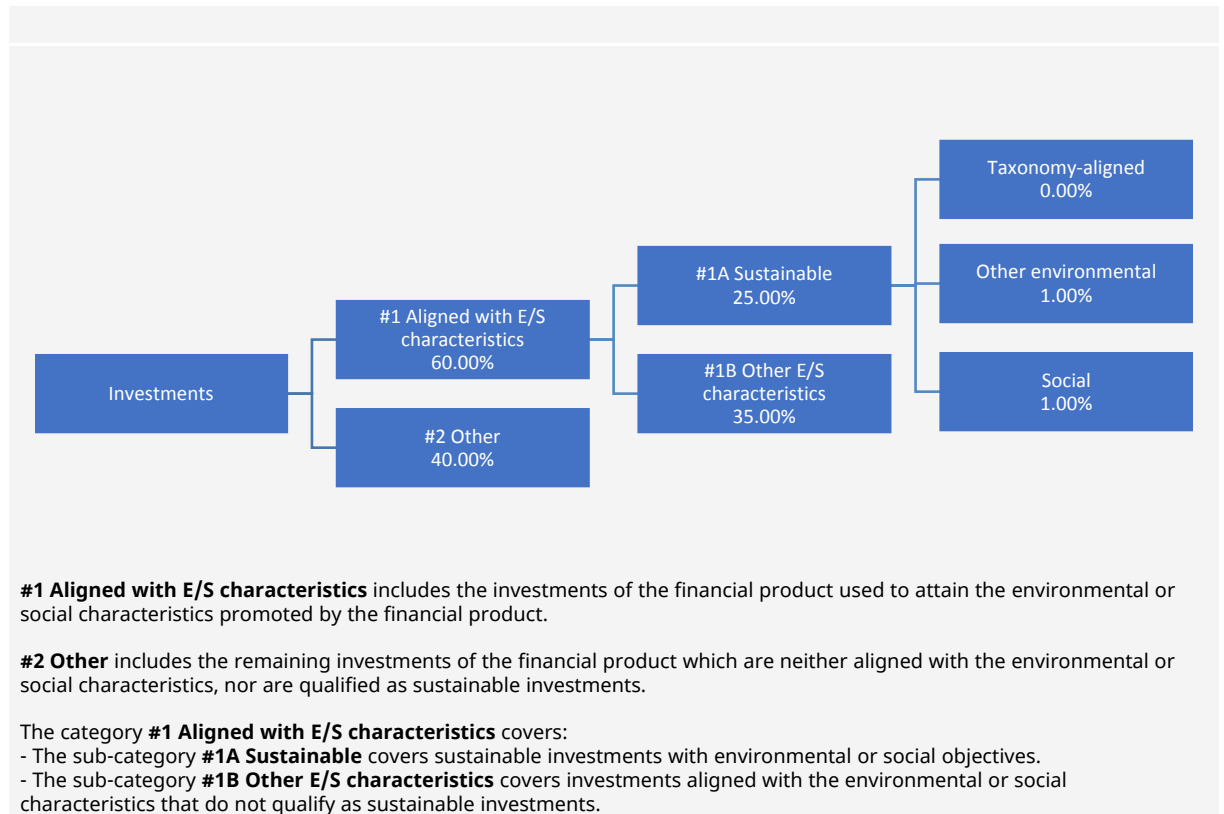 Investments
#1 Aligned with E/S
characteristics
60.00%
#2 Other
40.00%
#1A Sustainable
25.00%
#1B Other E/S
characteristics
35.00%
Taxonomy-aligned
0.00%
Other environmental
1.00%
Social
1.00%
#1 Aligned with E/S characteristics includes the investments of the financial product used to attain the environmental or
social characteristics promoted by the financial product.
#2 Other includes the remaining investments of the financial product which are neither aligned with the environmental or
social characteristics, nor are qualified as sustainable investments.
The category #1 Aligned with E/S characteristics covers:
- The sub-category #1A Sustainable covers sustainable investments with environmental or social objectives.
- The sub-category #1B Other E/S characteristics covers investments aligned with the environmental or social
characteristics that do not qualify as sustainable investments.